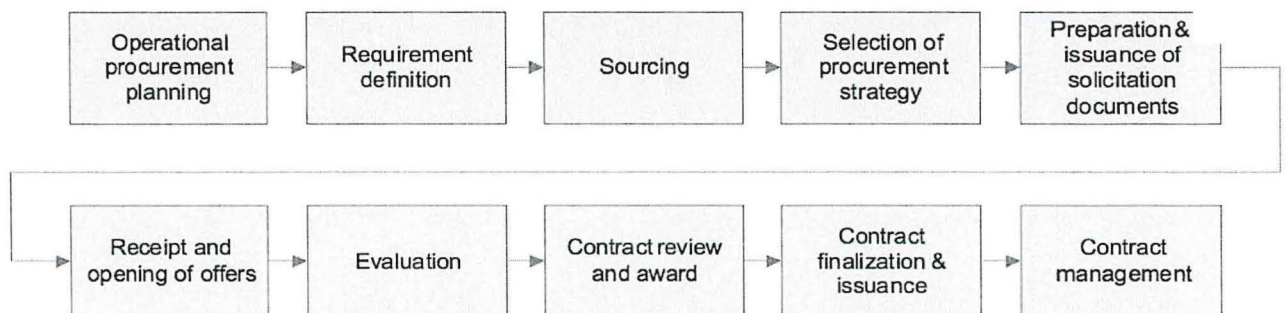 Operational
procurement
planning
Requirement
definition
Sourcing
Selection of
procurement
strategy
Preparation &
issuance of
solicitation
documents
Receipt and
opening of offers
Evaluation
Contract review
and award
Contract
finalization &
issuance
Contract
management